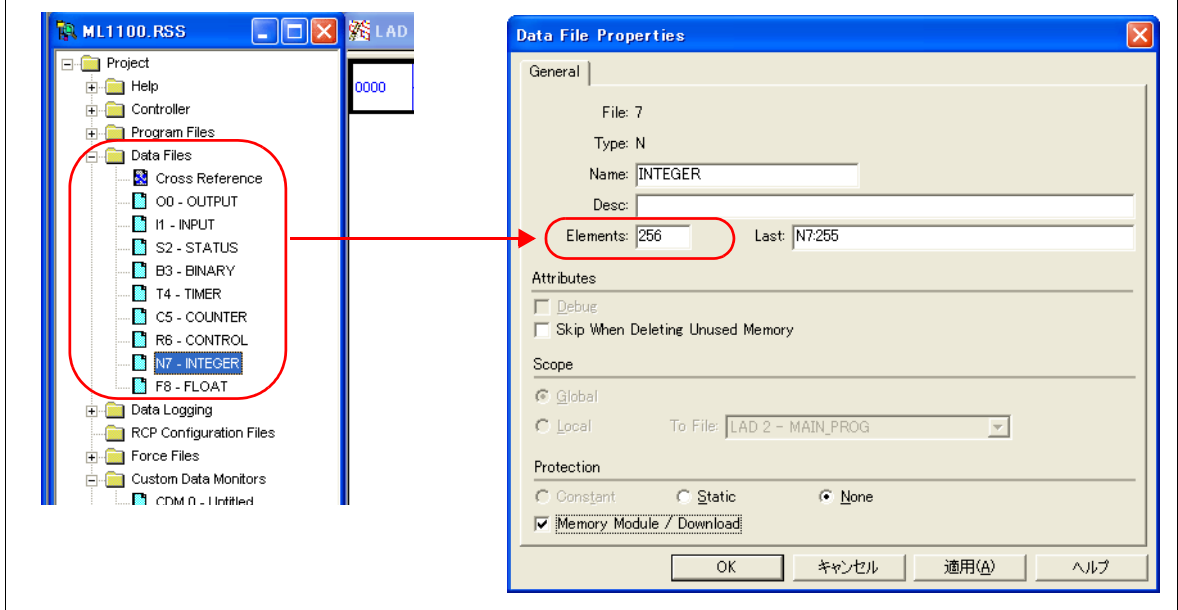 ML1100.RSS
LAD
Project
Help
Controller
Program Files
Data Files
Cross Reference
O0 - OUTPUT
I1 - INPUT
S2 - STATUS
B3 - BINARY
T4 - TIMER
C5 - COUNTER
R6 - CONTROL
N7 - INTEGER
F8 - FLOAT
Data Logging
RCP Configuration Files
Force Files
Custom Data Monitors
CDM 0 - Untitled
0000
Data File Properties
General
File: 7
Type: N
Name: INTEGER
Desc:
Elements: 256 Last: N7:255
Attributes
Debug
Skip When Deleting Unused Memory
Scope
Global
Local To File: LAD 2 - MAIN_PROG
Protection
Constant Static None
Memory Module / Download
OK キャンセル 適用(A) ヘルプ